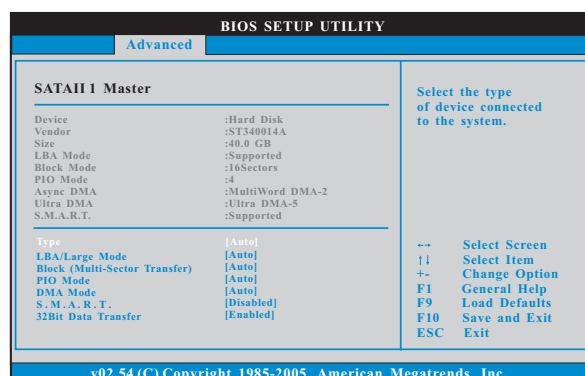 BIOS SETUP UTILITY
Advanced
SATAII 1 Master
Device :Hard Disk
Vendor :ST340014A
Size :40.0 GB
LBA Mode :Supported
Block Mode :16Sectors
PIO Mode :4
Async DMA :MultiWord DMA-2
Ultra DMA :Ultra DMA-5
S.M.A.R.T. :Supported
Type [Auto]
LBA/Large Mode [Auto]
Block (Multi-Sector Transfer) [Auto]
PIO Mode [Auto]
DMA Mode [Auto]
S.M.A.R.T. [Disabled]
32Bit Data Transfer [Enabled]
Select the type
of device connected
to the system.
←→ Select Screen
↑↓ Select Item
+- Change Option
F1 General Help
F9 Load Defaults
F10 Save and Exit
ESC Exit
v02.54 (C) Copyright 1985-2005, American Megatrends, Inc.